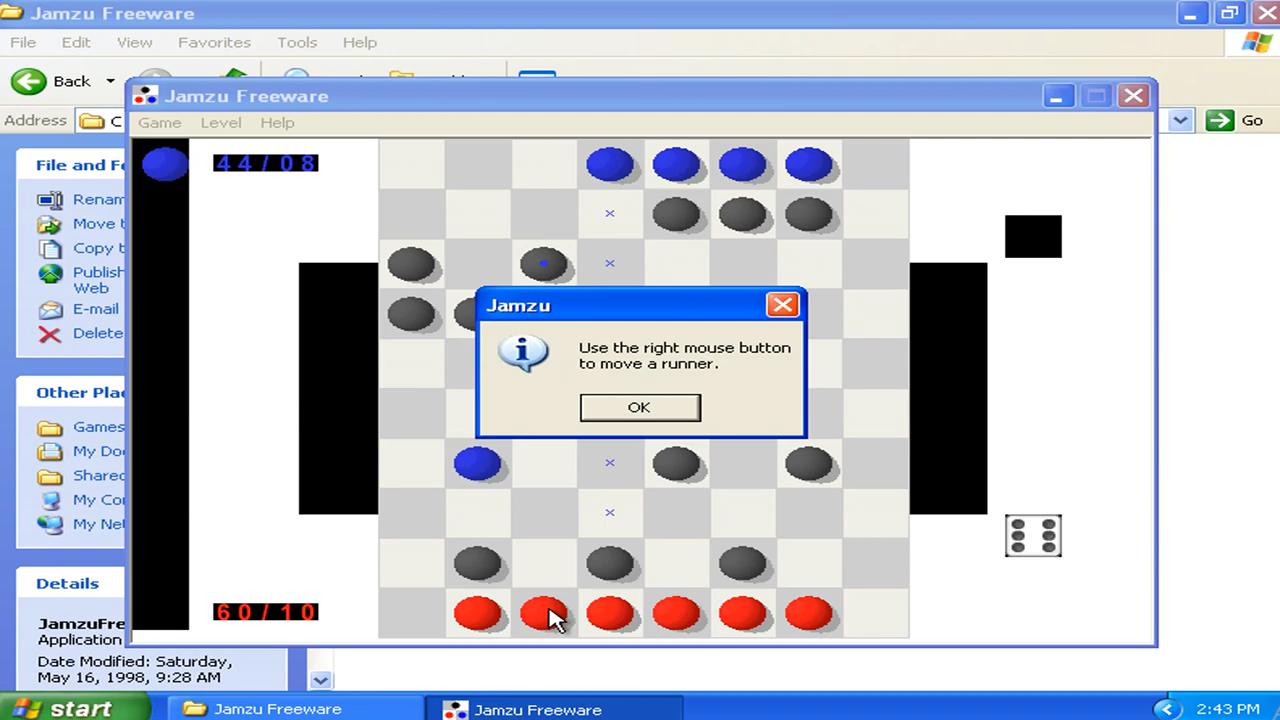 Jamzu Freeware
File Edit View Favorites Tools Help
Back
Address C Go
Jamzu Freeware
Game Level Help
File and Fo
Renam
Move t
Copy t
Publish
Web
E-mail
Delete
44/08
Jamzu
Use the right mouse button
to move a runner.
OK
Other Plac
Games
My Doc
Shared
My Cor
My Net
60/10
Details
JamzuFre
Application
Date Modified: Saturday,
May 16, 1998, 9:28 AM
start Jamzu Freeware Jamzu Freeware 2:43 PM